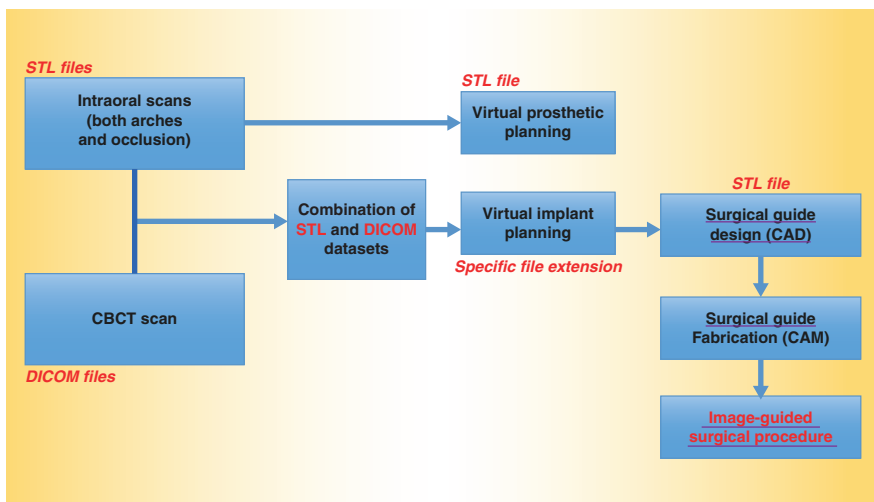 STL files
Intraoral scans
(both arches
and occlusion)
STL file
Virtual prosthetic
planning
Combination of
STL and DICOM
datasets
Virtual implant
planning
Specific file extension
STL file
Surgical guide
design (CAD)
CBCT scan
DICOM files
Surgical guide
Fabrication (CAM)
Image-guided
surgical procedure